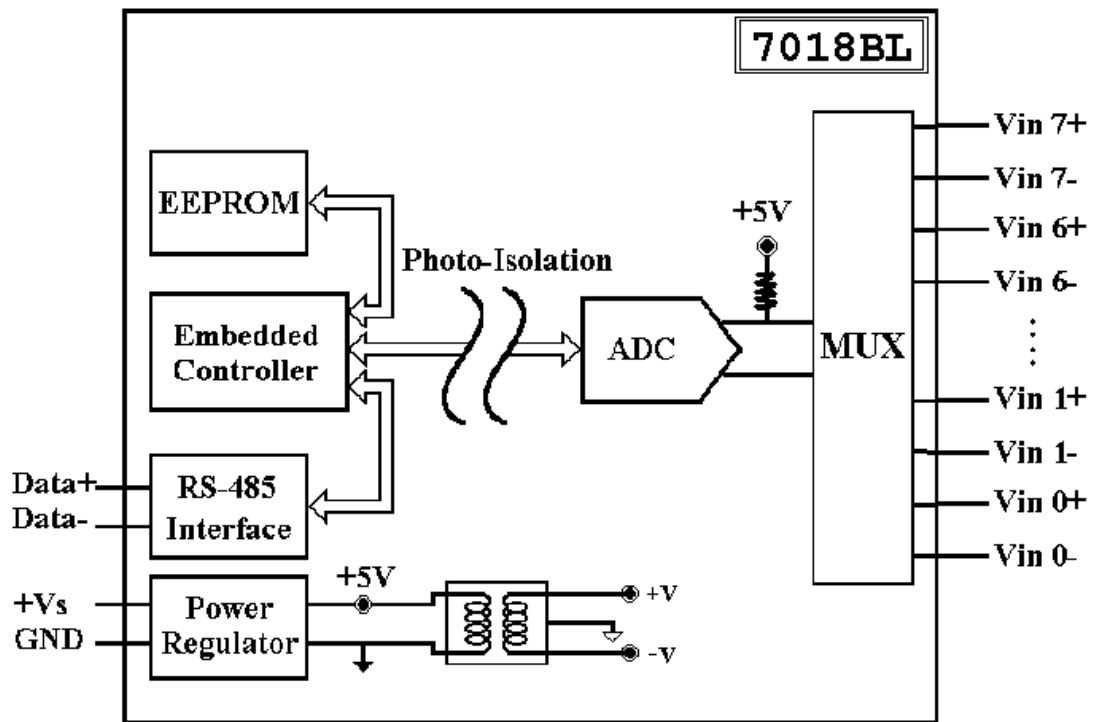 7018BL
EEPROM
Photo-Isolation
Embedded
Controller
ADC
+5V
MUX
Vin 7+
Vin 7-
Vin 6+
Vin 6-
Vin 1+
Vin 1-
Vin 0+
Vin 0-
Data+
Data-
RS-485
Interface
+Vs
GND
Power
Regulator
+5V
+V
-V